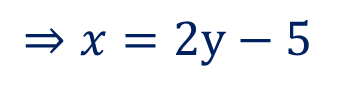 ⇒ x = 2y − 5